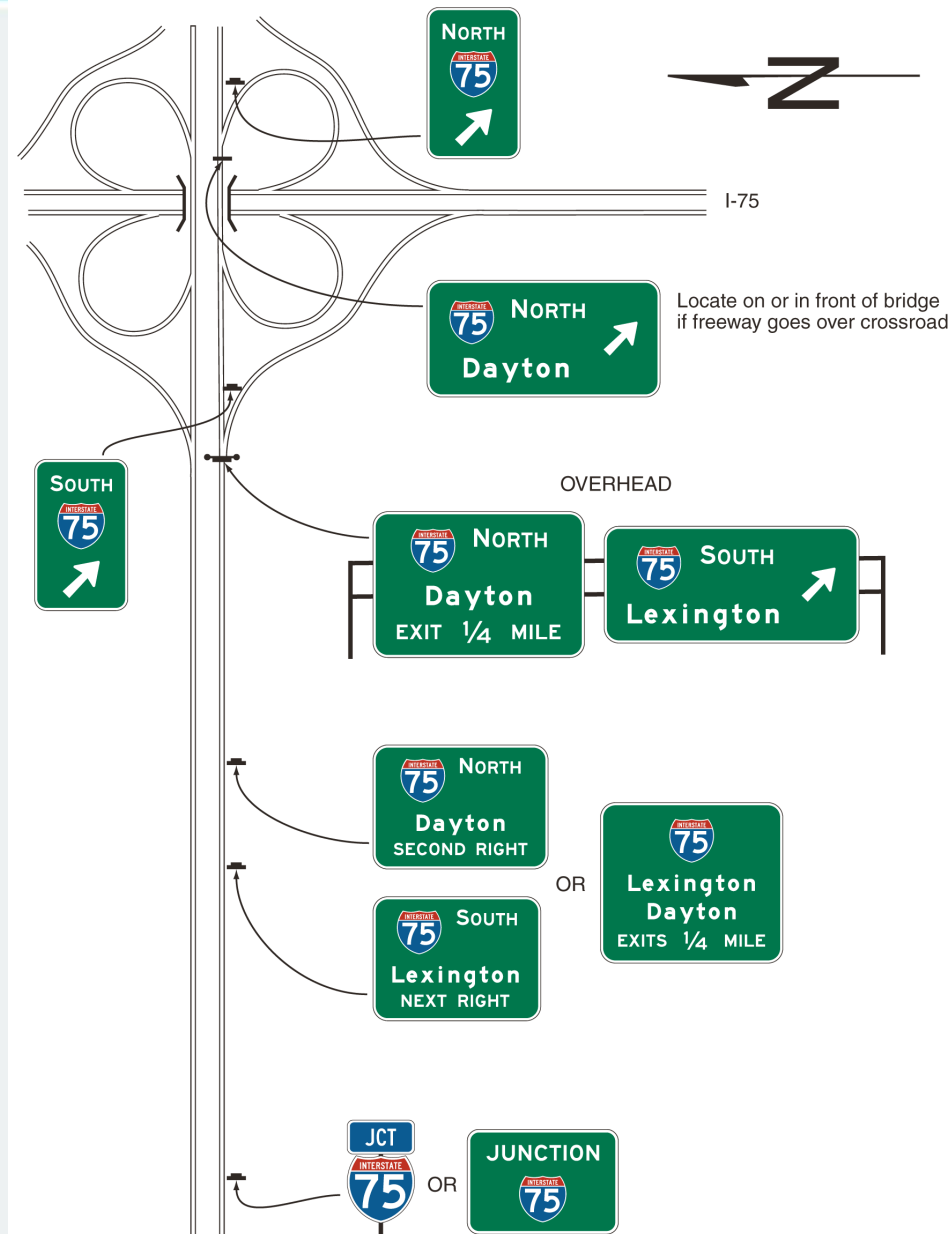 NORTH
INTERSTATE
75
N
I-75
INTERSTATE
75
NORTH
Dayton
Locate on or in front of bridge
if freeway goes over crossroad
SOUTH
INTERSTATE
75
OVERHEAD
INTERSTATE
75
NORTH
Dayton
EXIT 1/4 MILE
INTERSTATE
75
SOUTH
Lexington
INTERSTATE
75
NORTH
Dayton
SECOND RIGHT
OR
INTERSTATE
75
Lexington
Dayton
EXITS 1/4 MILE
INTERSTATE
75
SOUTH
Lexington
NEXT RIGHT
JCT
INTERSTATE
75
OR
JUNCTION
INTERSTATE
75